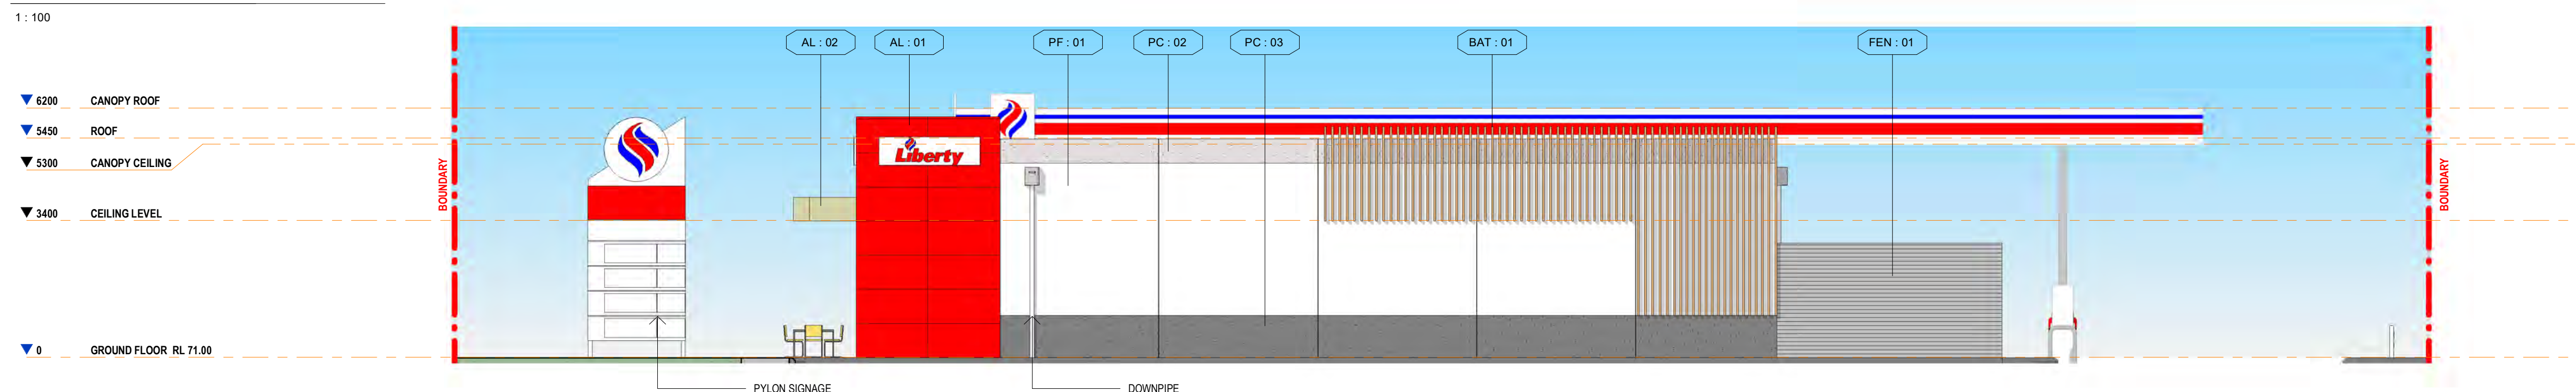 1 : 100
AL : 02
AL : 01
PF : 01
PC : 02
PC : 03
BAT : 01
FEN : 01
6200 CANOPY ROOF
5450 ROOF
5300 CANOPY CEILING
3400 CEILING LEVEL
0 GROUND FLOOR RL 71.00
BOUNDARY
Liberty
BOUNDARY
PYLON SIGNAGE
DOWNPIPE